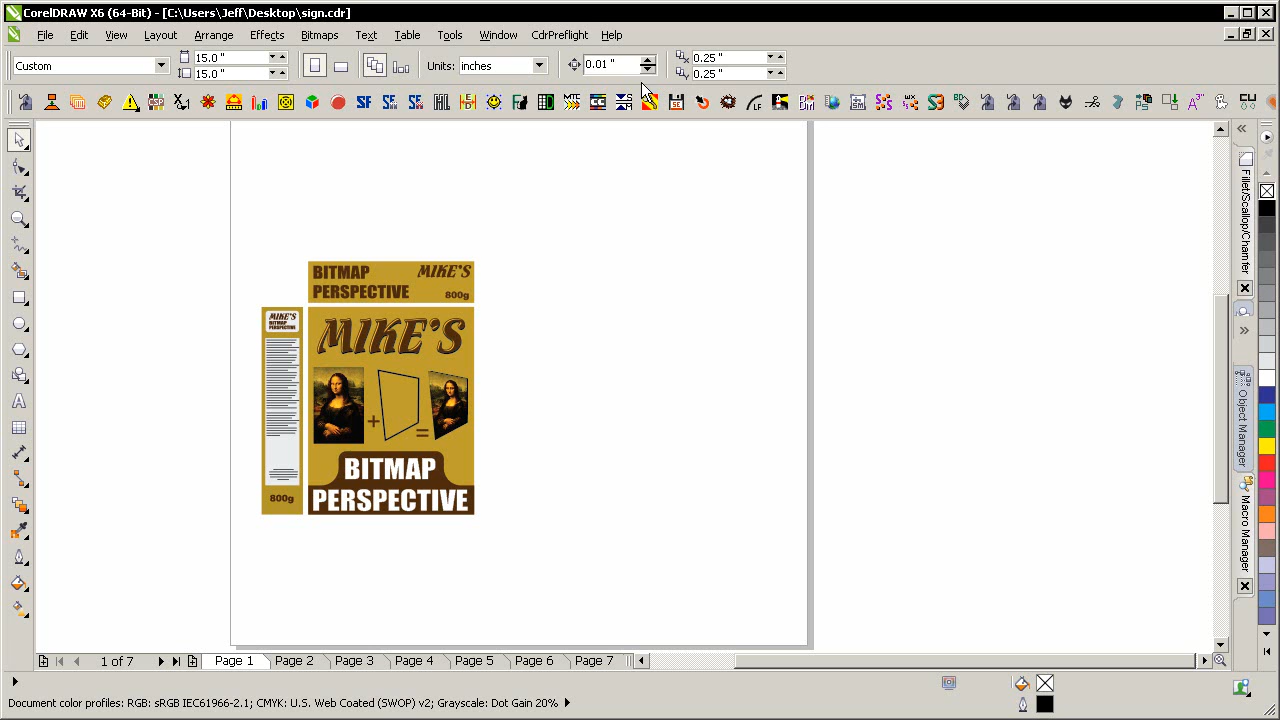 CorelDRAW X6 (64-Bit) - [C:\Users\Jeff\Desktop\sign.cdr]
File Edit View Layout Arrange Effects Bitmaps Text Table Tools Window CdrPreflight Help
Custom 15.0 " 15.0 " Units: inches 0.01 " 0.25 " 0.25 "
BITMAP MIKE'S
PERSPECTIVE 800g
MIKE'S
BITMAP
PERSPECTIVE
800g
MIKE'S
+ =
BITMAP
PERSPECTIVE
Fillet/Scallop/Chamfer
Object Manager
Macro Manager
1 of 7 Page 1 Page 2 Page 3 Page 4 Page 5 Page 6 Page 7
Document color profiles: RGB: sRGB IEC61966-2.1; CMYK: U.S. Web Coated (SWOP) v2; Grayscale: Dot Gain 20%